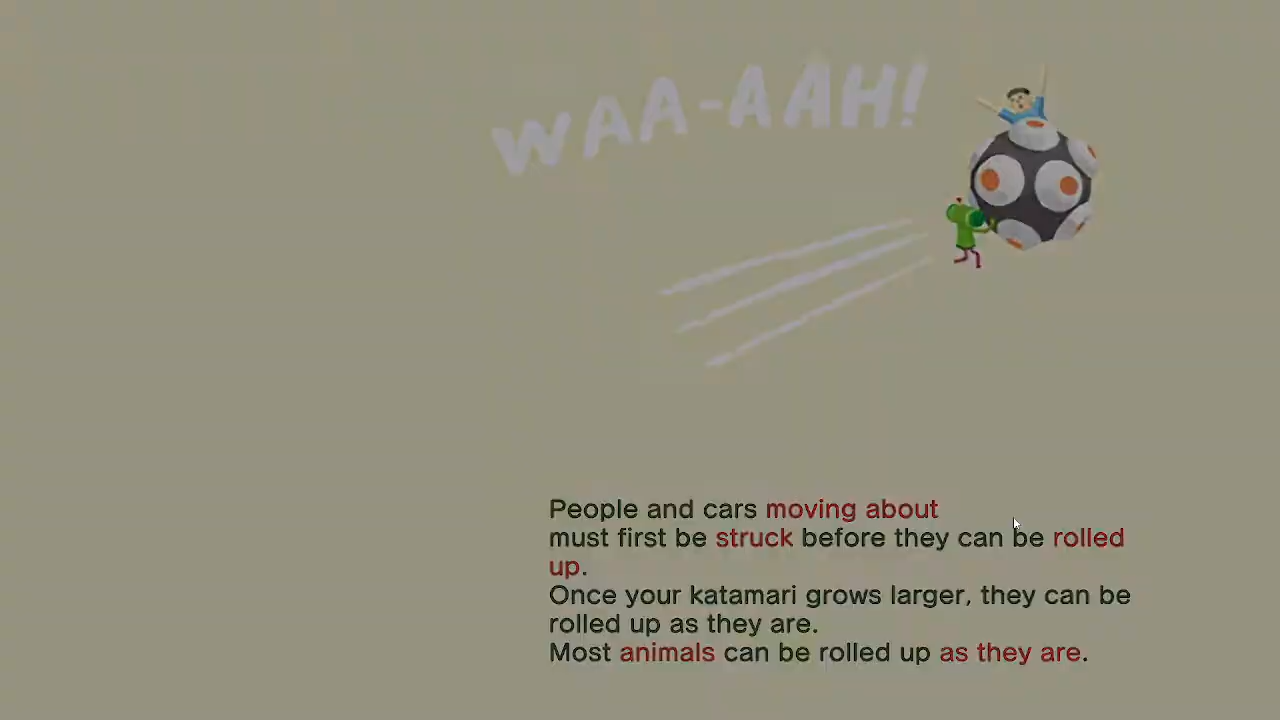 WAA-AAH!
People and cars moving about
must first be struck before they can be rolled
up.
Once your katamari grows larger, they can be
rolled up as they are.
Most animals can be rolled up as they are.